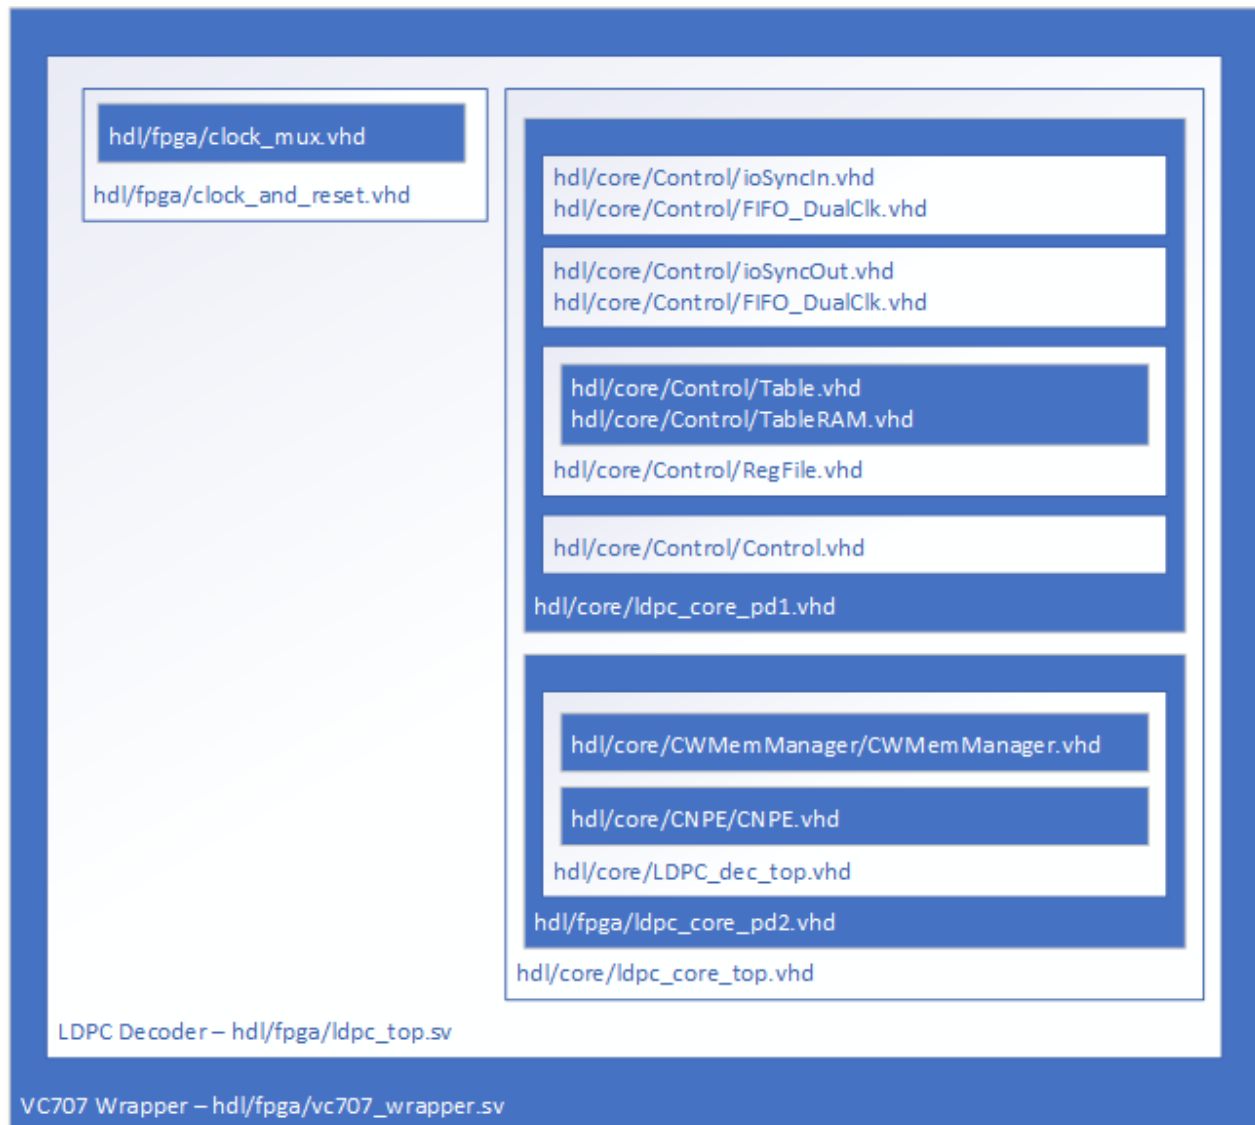 hdl/fpga/clock_mux.vhd
hdl/fpga/clock_and_reset.vhd
hdl/core/Control/ioSyncIn.vhd
hdl/core/Control/FIFO_DualClk.vhd
hdl/core/Control/ioSyncOut.vhd
hdl/core/Control/FIFO_DualClk.vhd
hdl/core/Control/Table.vhd
hdl/core/Control/TableRAM.vhd
hdl/core/Control/RegFile.vhd
hdl/core/Control/Control.vhd
hdl/core/ldpc_core_pd1.vhd
hdl/core/CWMemManager/CWMemManager.vhd
hdl/core/CNPE/CNPE.vhd
hdl/core/LDPC_dec_top.vhd
hdl/fpga/ldpc_core_pd2.vhd
hdl/core/ldpc_core_top.vhd
LDPC Decoder – hdl/fpga/ldpc_top.sv
VC707 Wrapper – hdl/fpga/vc707_wrapper.sv